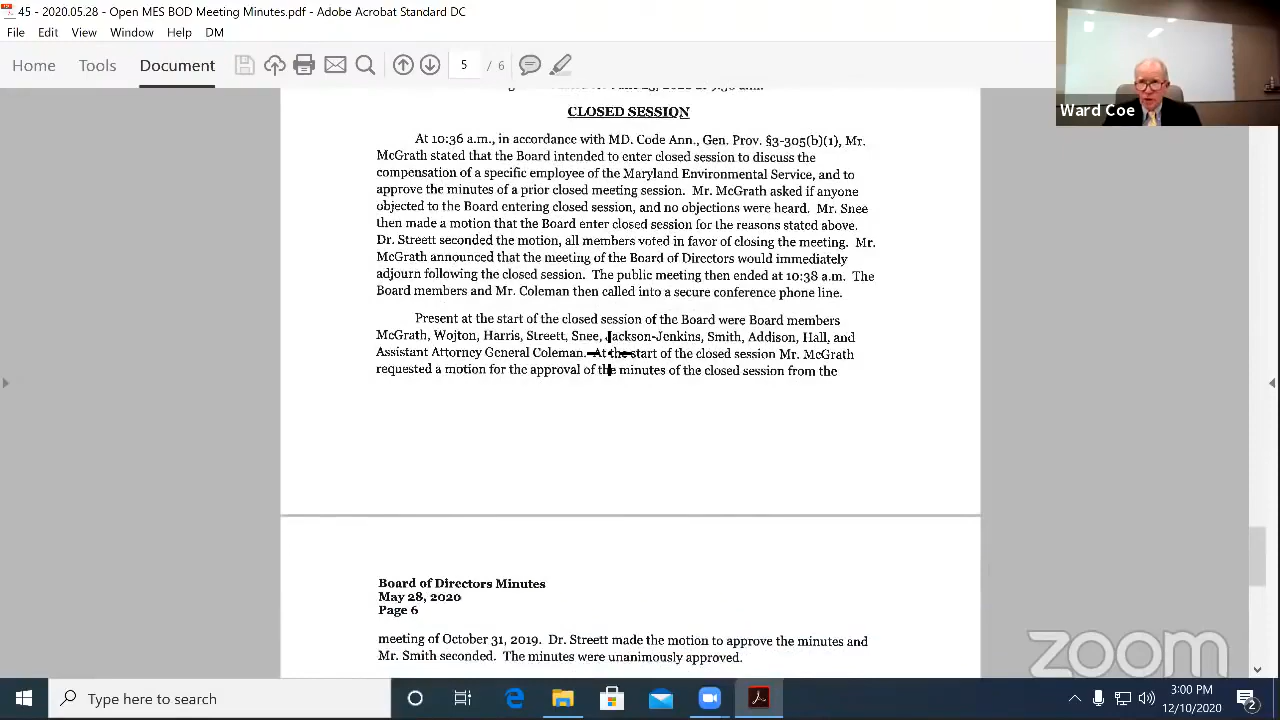 45 - 2020.05.28 - Open MES BOD Meeting Minutes.pdf - Adobe Acrobat Standard DC
File Edit View Window Help DM
Home Tools Document 5 / 6
Ward Coe
CLOSED SESSION
At 10:36 a.m., in accordance with MD. Code Ann., Gen. Prov. §3-305(b)(1), Mr.
McGrath stated that the Board intended to enter closed session to discuss the
compensation of a specific employee of the Maryland Environmental Service, and to
approve the minutes of a prior closed meeting session. Mr. McGrath asked if anyone
objected to the Board entering closed session, and no objections were heard. Mr. Snee
then made a motion that the Board enter closed session for the reasons stated above.
Dr. Streett seconded the motion, all members voted in favor of closing the meeting. Mr.
McGrath announced that the meeting of the Board of Directors would immediately
adjourn following the closed session. The public meeting then ended at 10:38 a.m. The
Board members and Mr. Coleman then called into a secure conference phone line.
Present at the start of the closed session of the Board were Board members
McGrath, Wojton, Harris, Streett, Snee, Jackson-Jenkins, Smith, Addison, Hall, and
Assistant Attorney General Coleman. At the start of the closed session Mr. McGrath
requested a motion for the approval of the minutes of the closed session from the
Board of Directors Minutes
May 28, 2020
Page 6
meeting of October 31, 2019. Dr. Streett made the motion to approve the minutes and
Mr. Smith seconded. The minutes were unanimously approved.
zoom
Type here to search
3:00 PM
12/10/2020
2